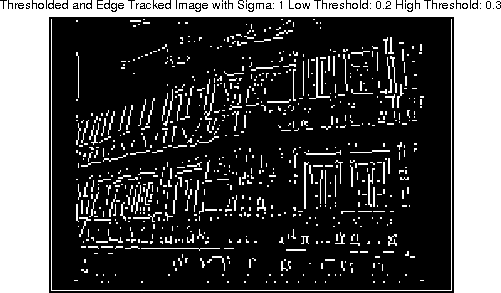 Thresholded and Edge Tracked Image with Sigma: 1 Low Threshold: 0.2 High Threshold: 0.3